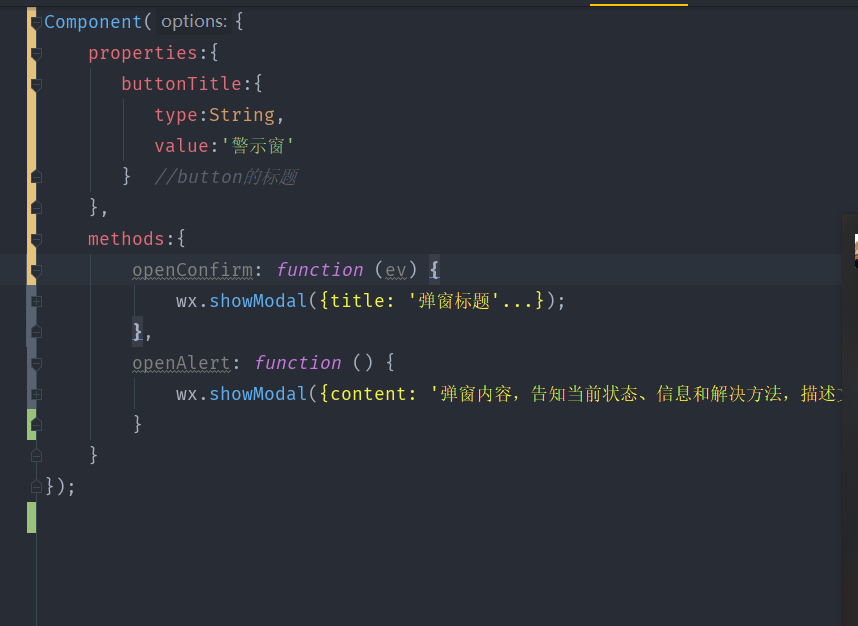 Component( options: {
properties:{
buttonTitle:{
type:String,
value:'警示窗'
} //button的标题
},
methods:{
openConfirm: function (ev) {
wx.showModal({title: '弹窗标题'...});
},
openAlert: function () {
wx.showModal({content: '弹窗内容，告知当前状态、信息和解决方法，描述
}
}
});